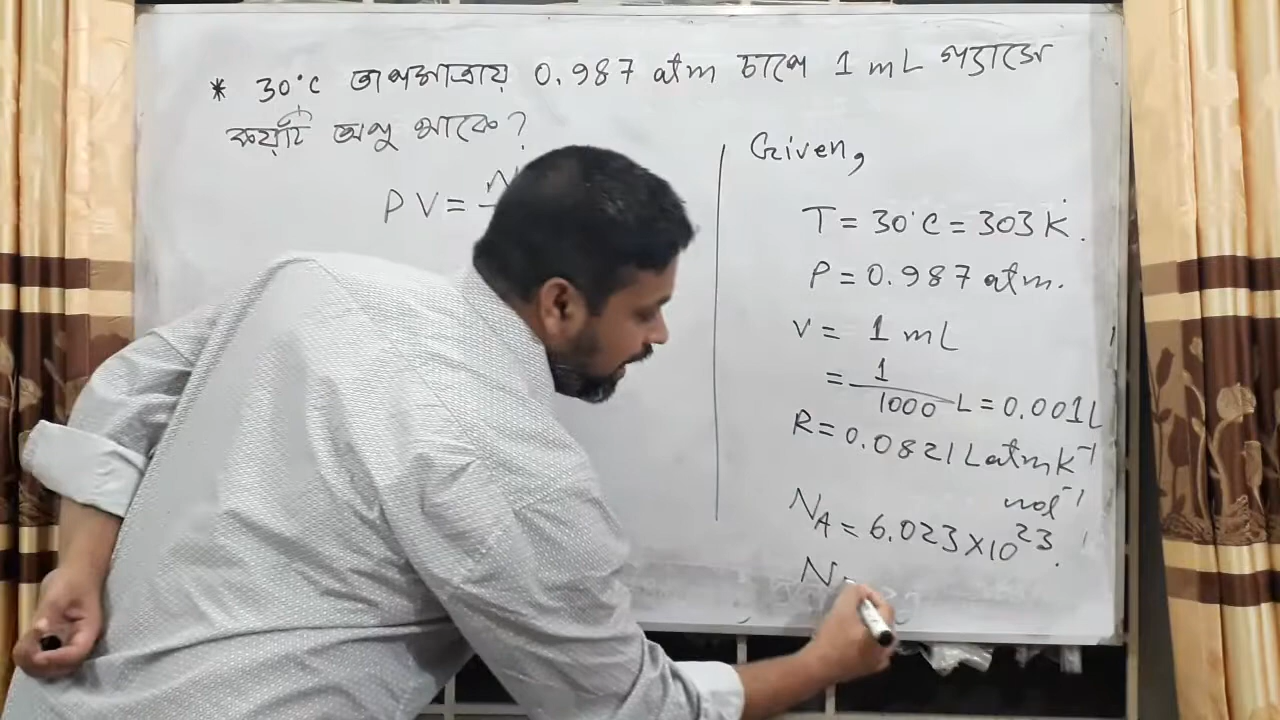 * 30°C তাপমাত্রায় 0.987 atm চাপে 1 mL গ্যাসে
কয়টি অণু থাকে?
PV =
Given,
T = 30°C = 303 K.
P = 0.987 atm.
V = 1 mL
= 1/1000 L = 0.001L
R = 0.0821 L atm K⁻¹
mol⁻¹
N_A = 6.023 × 10²³.
N =